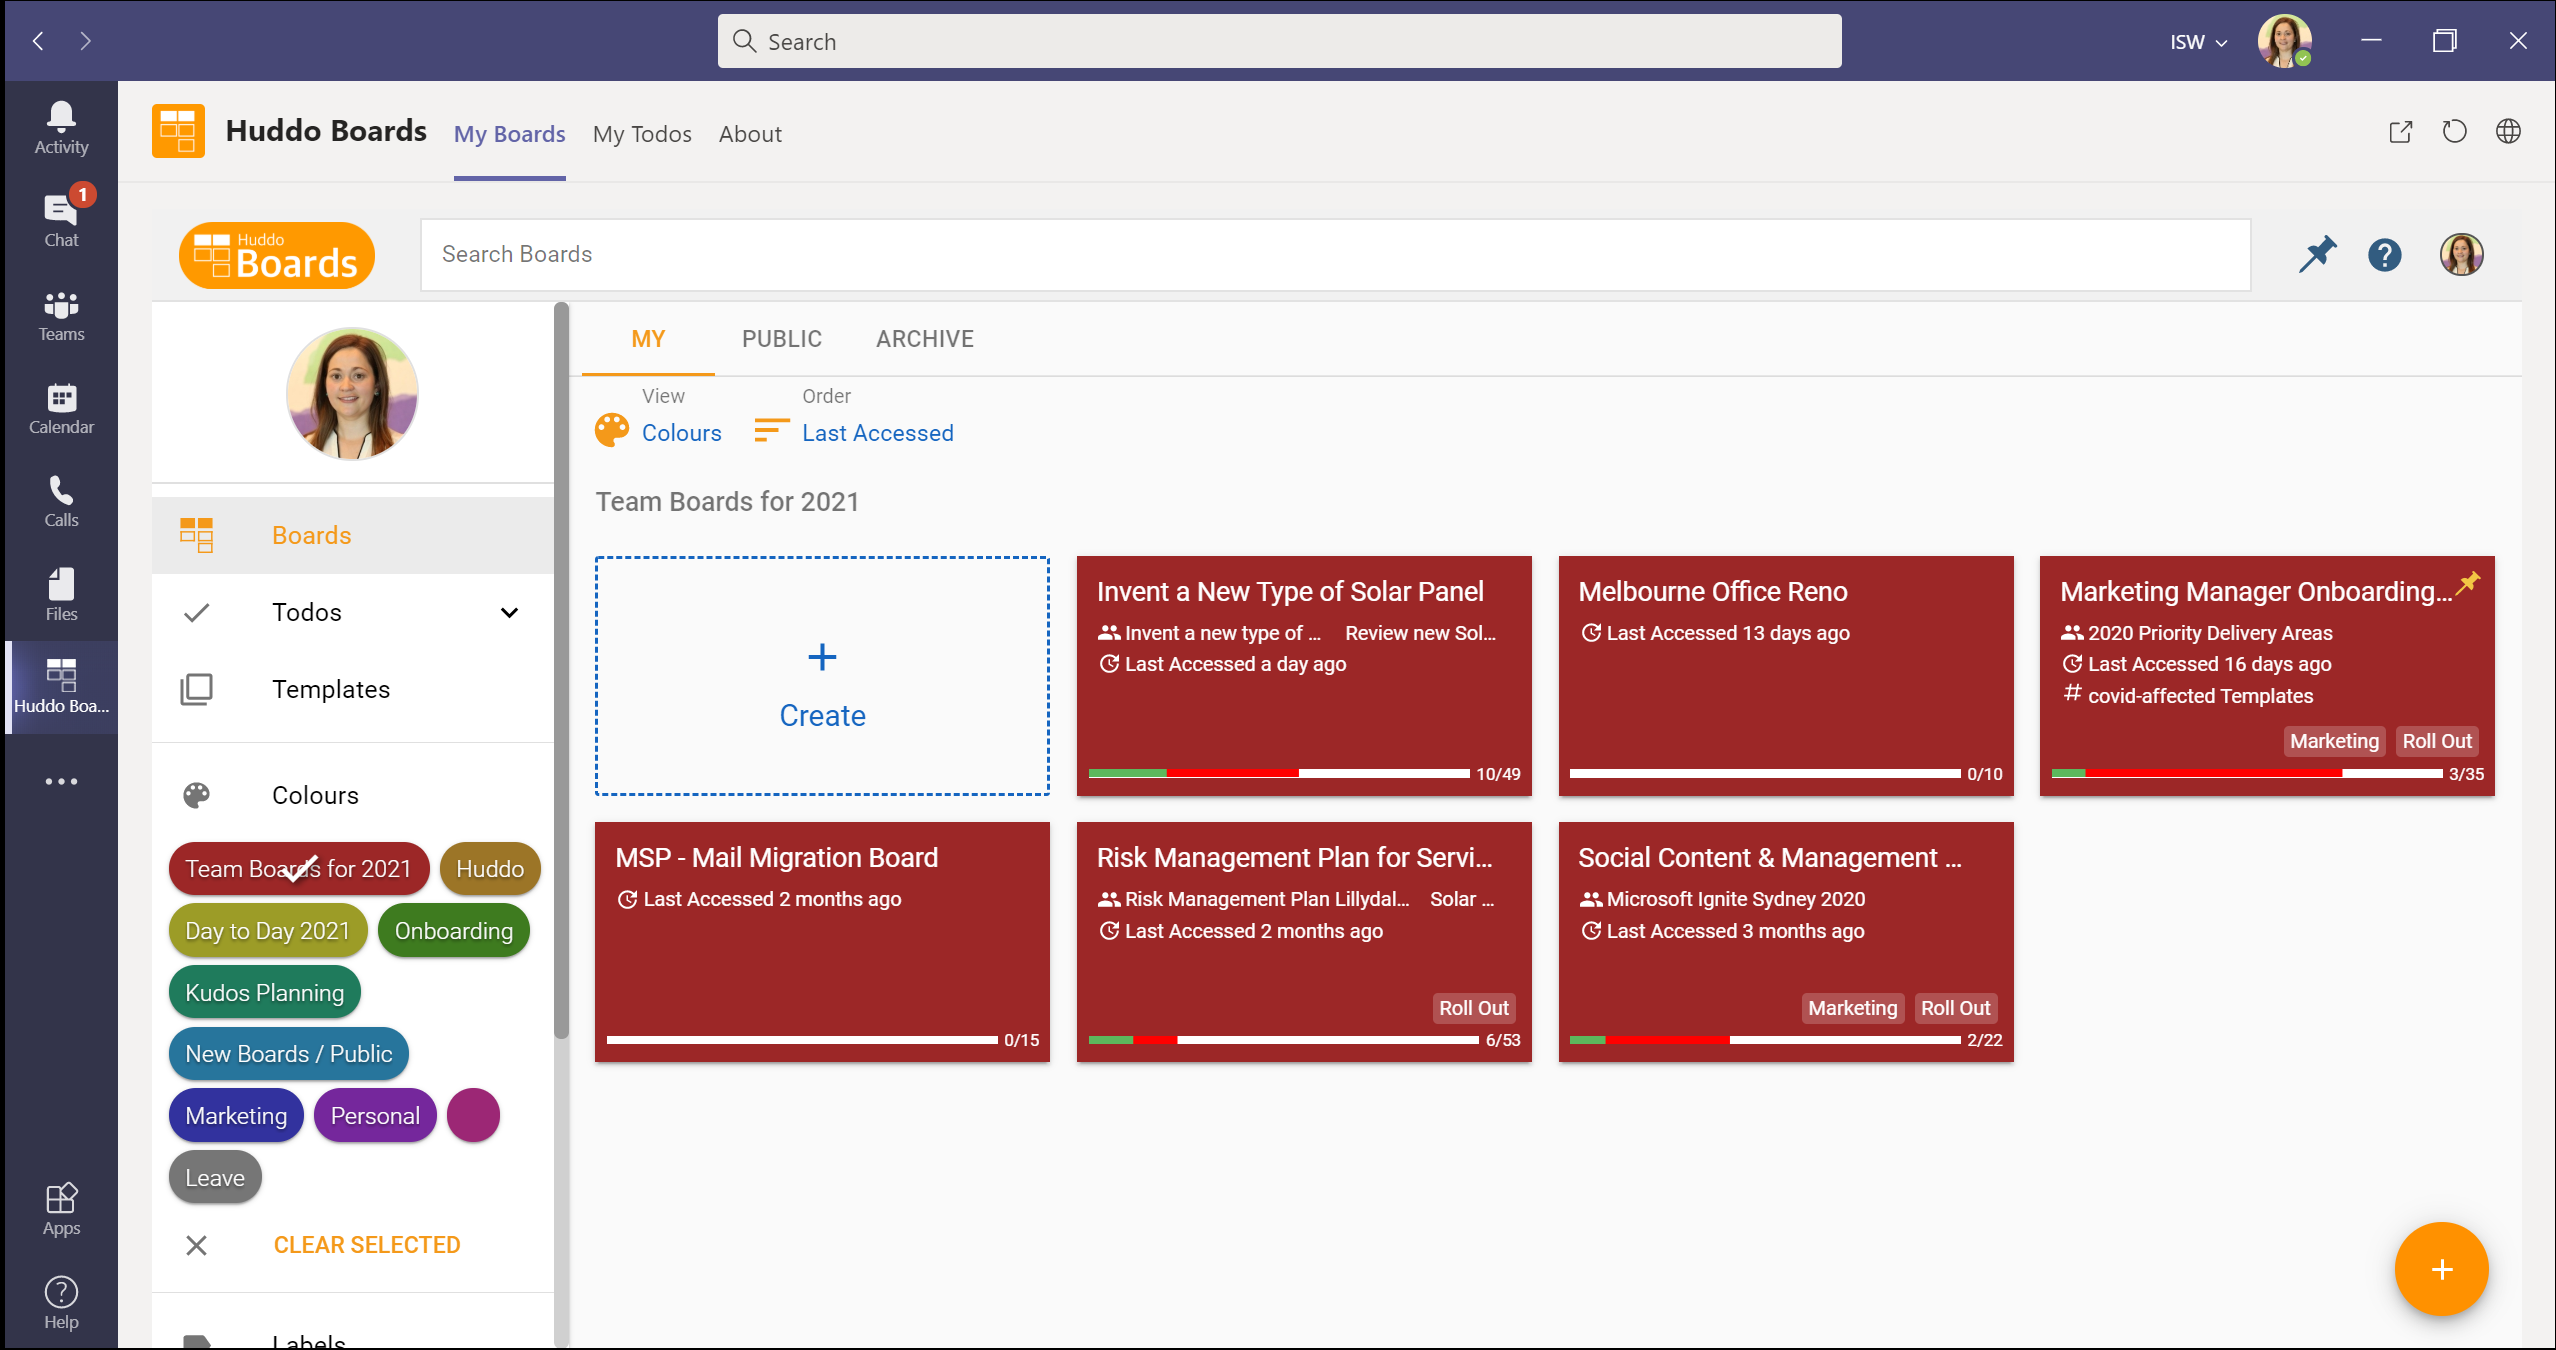 Search
ISW
Activity
1
Chat
Teams
Calendar
Calls
Files
Huddo Boa...
Apps
Help
Huddo Boards
My Boards
My Todos
About
Huddo
Boards
Search Boards
?
Boards
Todos
Templates
Colours
Team Boards for 2021
Huddo
Day to Day 2021
Onboarding
Kudos Planning
New Boards / Public
Marketing
Personal
Leave
CLEAR SELECTED
Labels
MY
PUBLIC
ARCHIVE
View
Colours
Order
Last Accessed
Team Boards for 2021
+
Create
Invent a New Type of Solar Panel
Invent a new type of ...
Review new Sol...
Last Accessed a day ago
10/49
Melbourne Office Reno
Last Accessed 13 days ago
0/10
Marketing Manager Onboarding...
2020 Priority Delivery Areas
Last Accessed 16 days ago
# covid-affected Templates
Marketing
Roll Out
3/35
MSP - Mail Migration Board
Last Accessed 2 months ago
0/15
Risk Management Plan for Servi...
Risk Management Plan Lillydal...
Solar ...
Last Accessed 2 months ago
Roll Out
6/53
Social Content & Management ...
Microsoft Ignite Sydney 2020
Last Accessed 3 months ago
Marketing
Roll Out
2/22
+